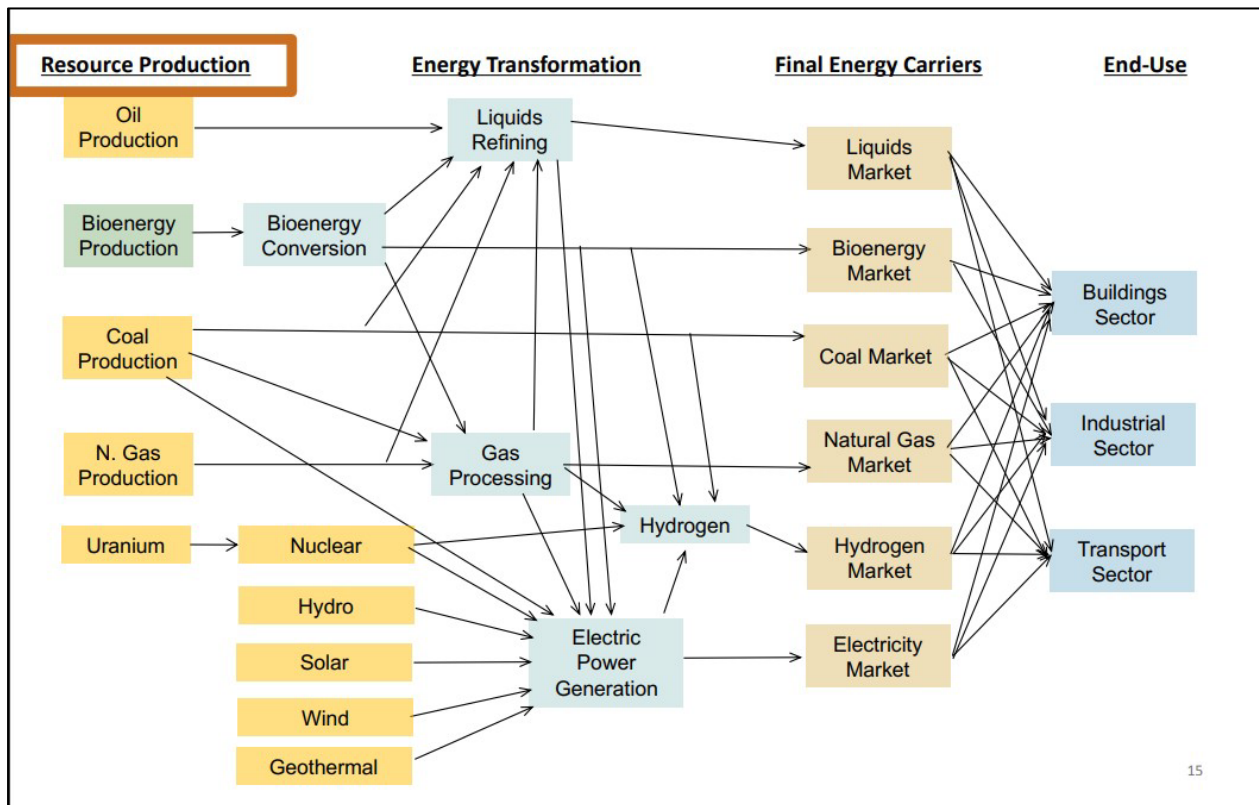 Resource Production
Energy Transformation
Final Energy Carriers
End-Use
Oil
Production
Liquids
Refining
Liquids
Market
Bioenergy
Production
Bioenergy
Conversion
Bioenergy
Market
Buildings
Sector
Coal
Production
Coal Market
N. Gas
Production
Gas
Processing
Natural Gas
Market
Industrial
Sector
Uranium
Nuclear
Hydrogen
Hydrogen
Market
Transport
Sector
Hydro
Solar
Electric
Power
Generation
Electricity
Market
Wind
Geothermal
15